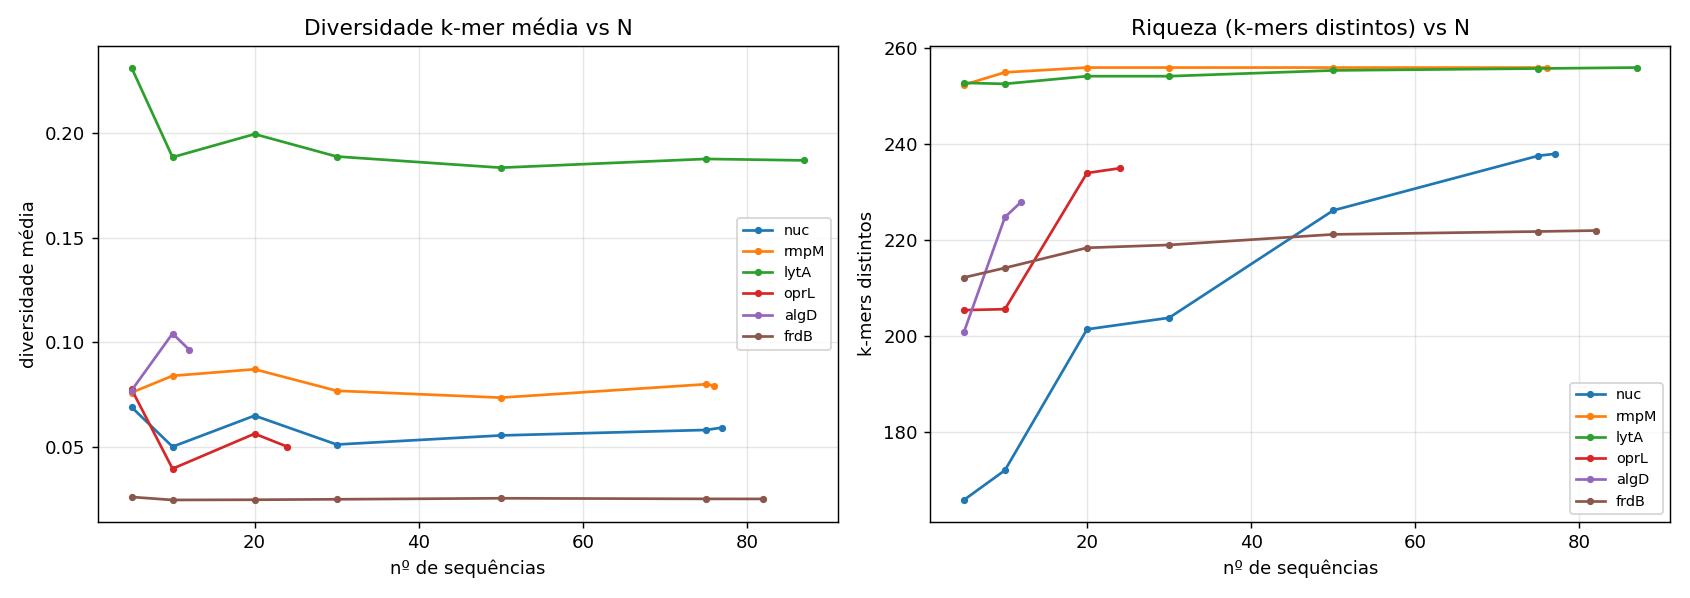 Diversidade k-mer média vs N
diversidade média
0.20
0.15
0.10
0.05
20
40
60
80
nº de sequências
nuc
rmpM
lytA
oprL
algD
frdB
Riqueza (k-mers distintos) vs N
k-mers distintos
260
240
220
200
180
20
40
60
80
nº de sequências
nuc
rmpM
lytA
oprL
algD
frdB